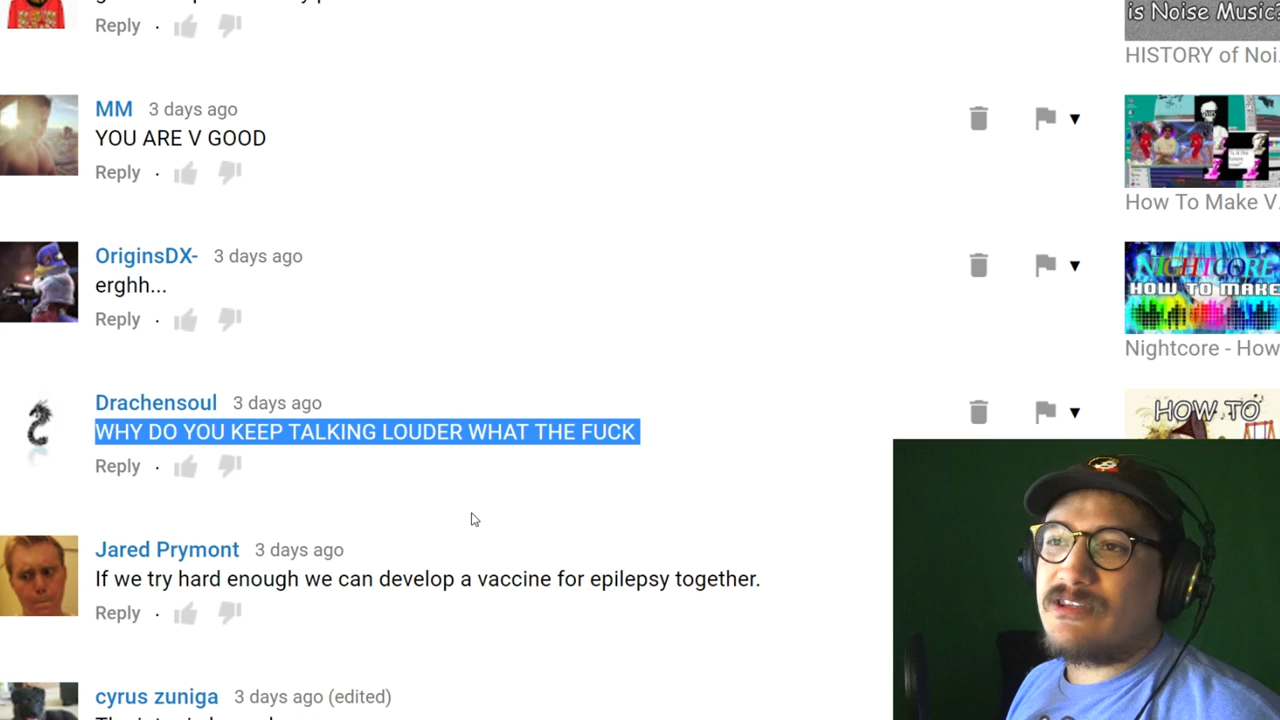 is Noise Music?
Reply ·
HISTORY of Noi.
MM 3 days ago
YOU ARE V GOOD
Reply ·
How To Make V.
OriginsDX- 3 days ago
erghh...
Reply ·
NIGHTCORE
HOW TO MAKE
Nightcore - How
Drachensoul 3 days ago
WHY DO YOU KEEP TALKING LOUDER WHAT THE FUCK
Reply ·
HOW TO
Jared Prymont 3 days ago
If we try hard enough we can develop a vaccine for epilepsy together.
Reply ·
cyrus zuniga 3 days ago (edited)